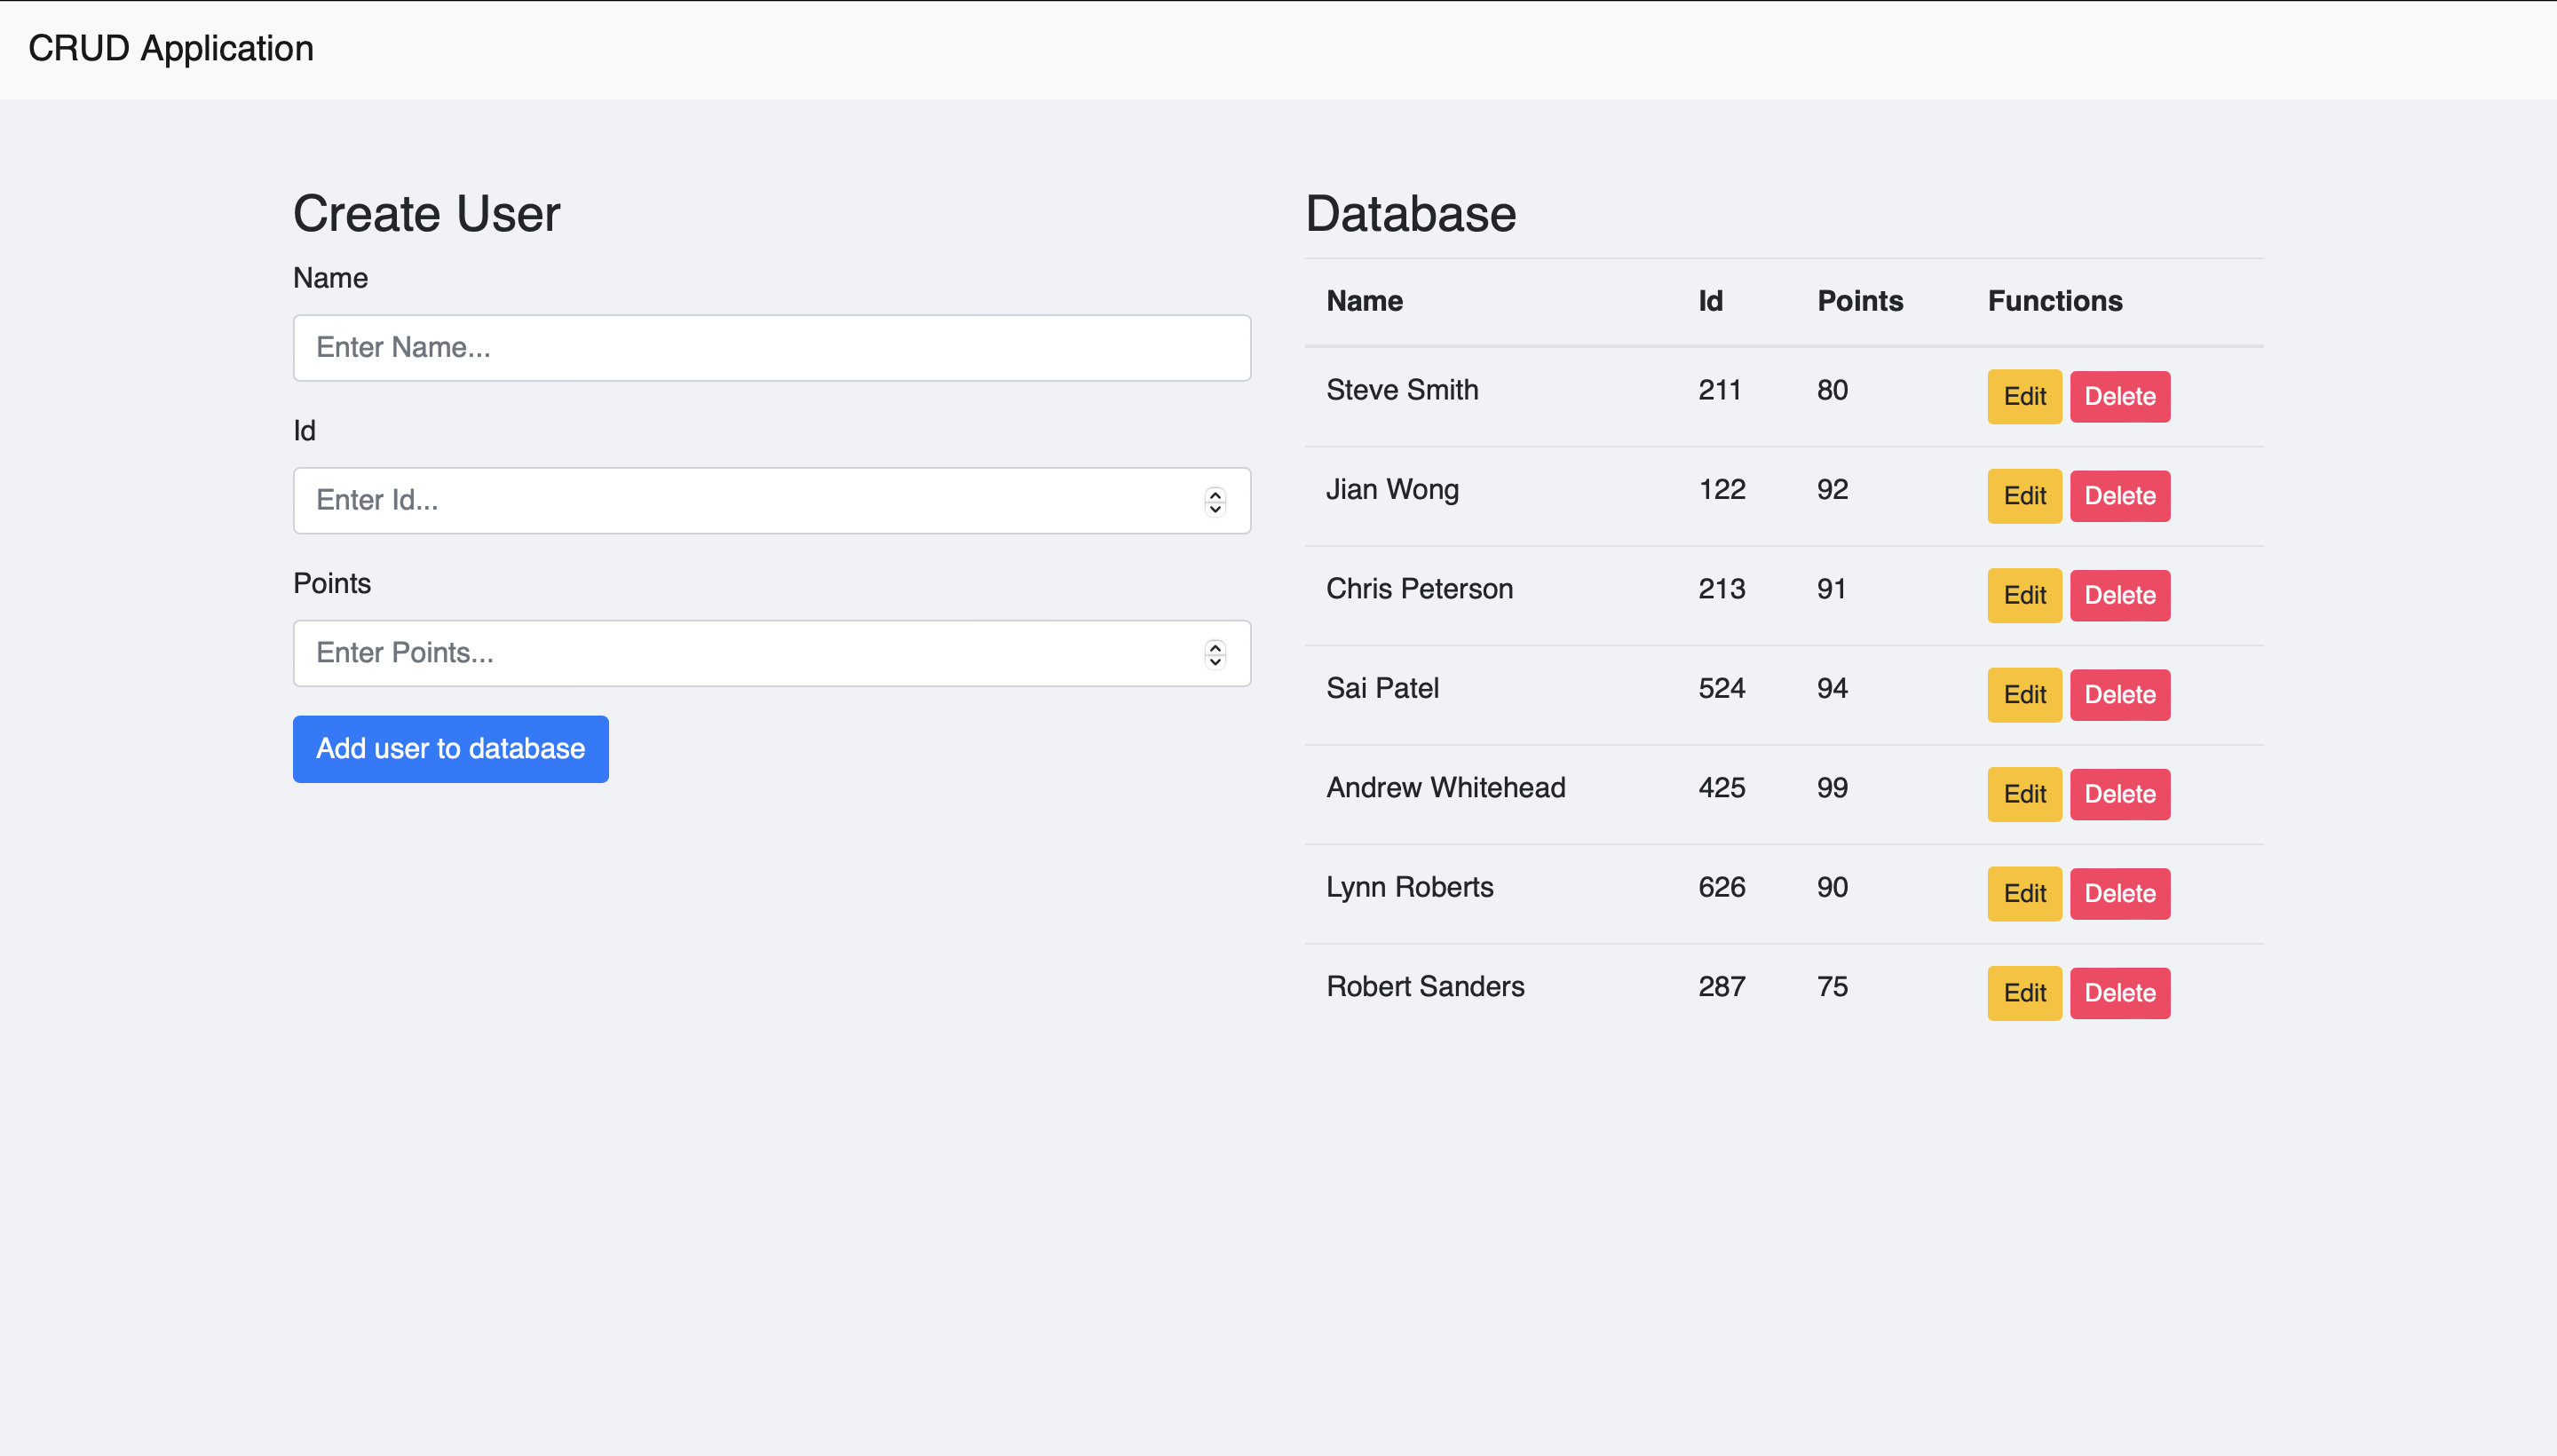 CRUD Application
Create User
Name
Enter Name...
Id
Enter Id...
Points
Enter Points...
Add user to database
Database
Name Id Points Functions
Steve Smith 211 80 Edit Delete
Jian Wong 122 92 Edit Delete
Chris Peterson 213 91 Edit Delete
Sai Patel 524 94 Edit Delete
Andrew Whitehead 425 99 Edit Delete
Lynn Roberts 626 90 Edit Delete
Robert Sanders 287 75 Edit Delete